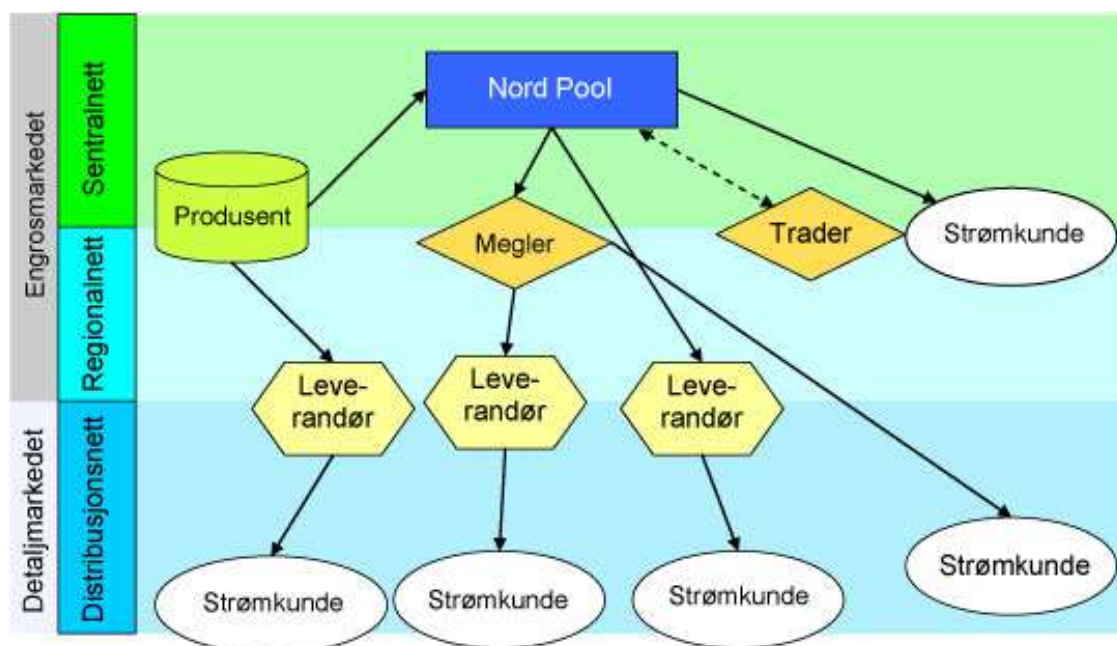 Engrosmarkedet
Detaljmarkedet
Sentralnett
Regionalnett
Distribusjonsnett
Nord Pool
Produsent
Megler
Trader
Strømkunde
Leve-
randør
Leve-
randør
Leve-
randør
Strømkunde
Strømkunde
Strømkunde
Strømkunde